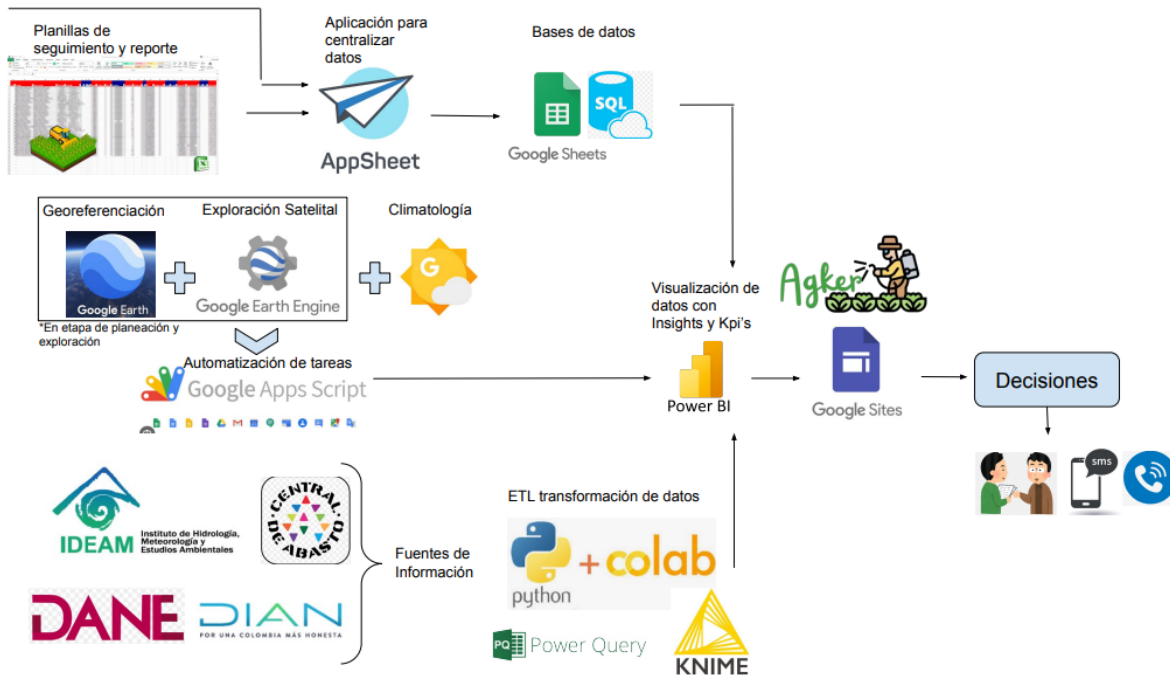 Planillas de
seguimiento y reporte
Aplicación para
centralizar
datos
AppSheet
Bases de datos
SQL
Google Sheets
Georeferenciación
Exploración Satelital
Climatología
Google Earth
Google Earth Engine
G
*En etapa de planeación y
exploración
Automatización de tareas
Google Apps Script
Visualización de
datos con
Insights y Kpi's
Power BI
Agker
Google Sites
Decisiones
sms
IDEAM
Instituto de Hidrología,
Meteorología y
Estudios Ambientales
CENTRAL
DE ABASTO
DANE
DIAN
POR UNA COLOMBIA MÁS HONESTA
Fuentes de
Información
ETL transformación de datos
python
+ colab
PQ Power Query
KNIME